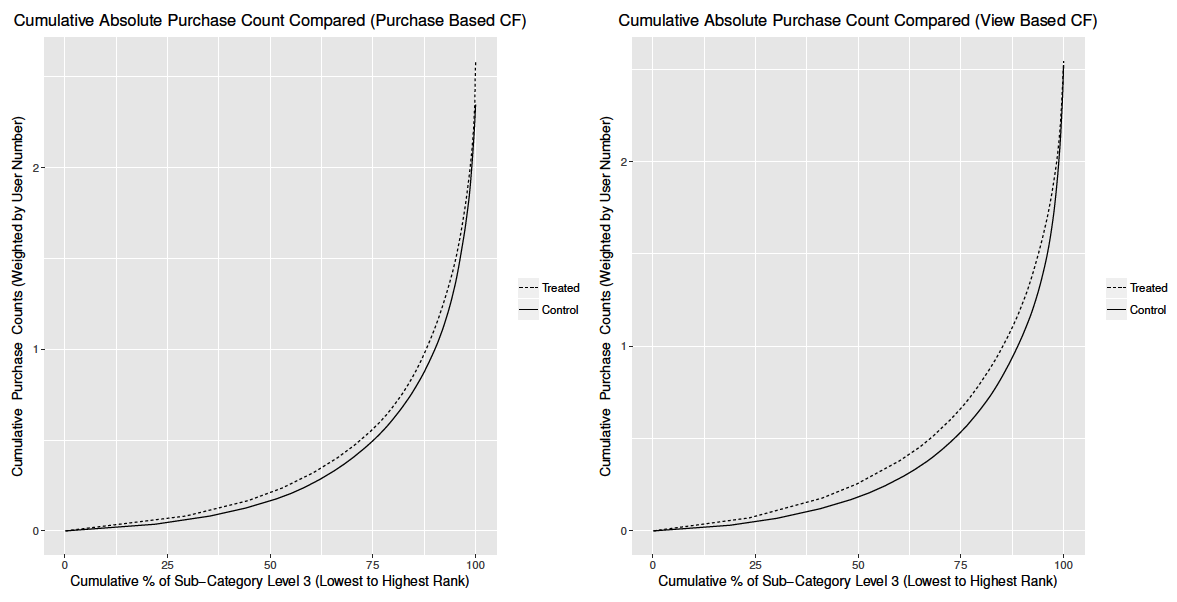 Cumulative Absolute Purchase Count Compared (Purchase Based CF)
Cumulative Purchase Counts (Weighted by User Number)
2
1
0
0 25 50 75 100
Cumulative % of Sub−Category Level 3 (Lowest to Highest Rank)
Treated
Control
Cumulative Absolute Purchase Count Compared (View Based CF)
Cumulative Purchase Counts (Weighted by User Number)
2
1
0
0 25 50 75 100
Cumulative % of Sub−Category Level 3 (Lowest to Highest Rank)
Treated
Control